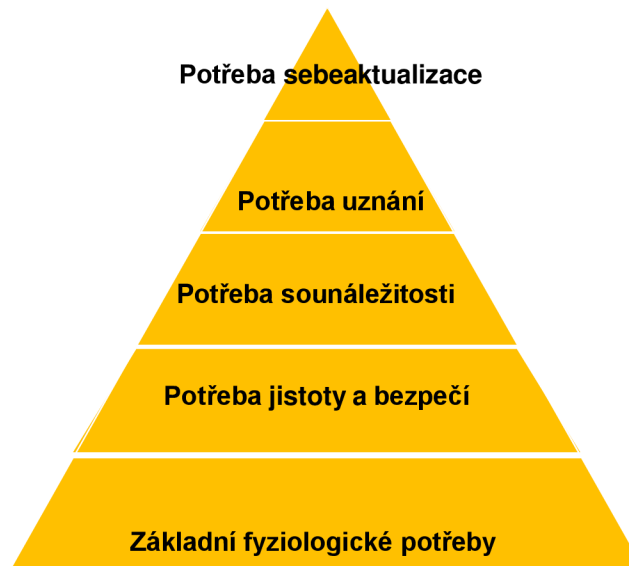 Potřeba sebeaktualizace
Potřeba uznání
Potřeba sounáležitosti
Potřeba jistoty a bezpečí
Základní fyziologické potřeby